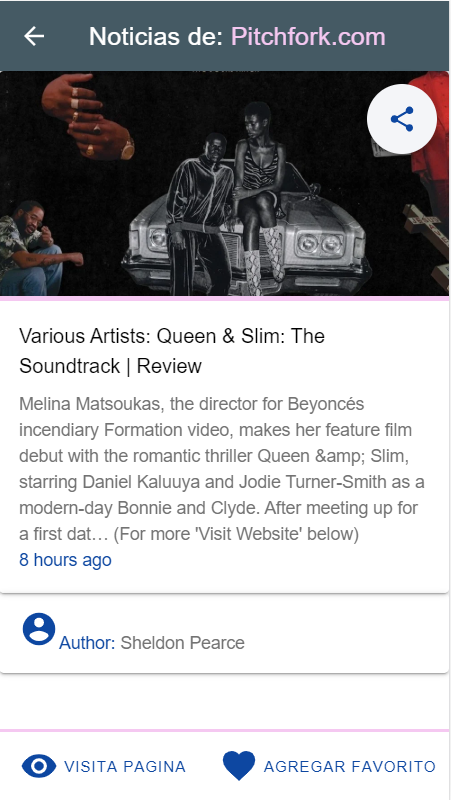 Noticias de: Pitchfork.com
Various Artists: Queen & Slim: The
Soundtrack | Review
Melina Matsoukas, the director for Beyoncés
incendiary Formation video, makes her feature film
debut with the romantic thriller Queen &amp; Slim,
starring Daniel Kaluuya and Jodie Turner-Smith as a
modern-day Bonnie and Clyde. After meeting up for
a first dat… (For more 'Visit Website' below)
8 hours ago
Author: Sheldon Pearce
VISITA PAGINA
AGREGAR FAVORITO